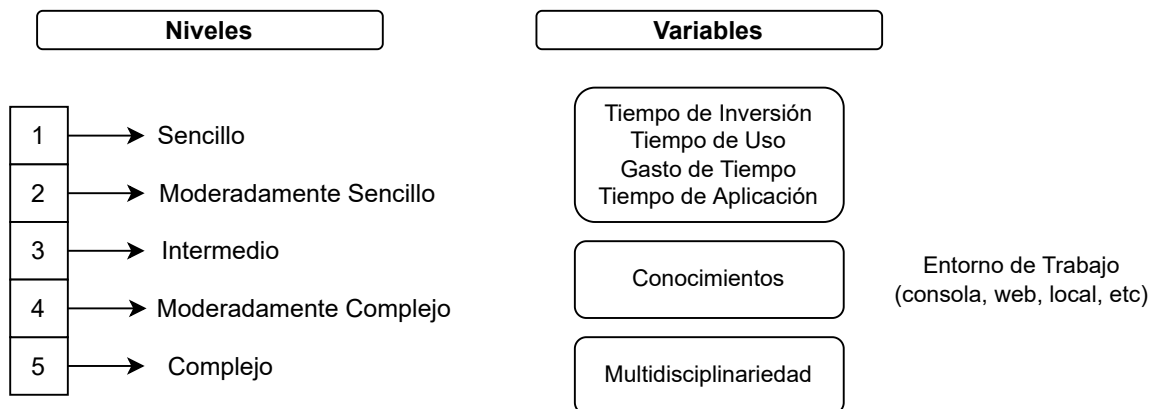 Niveles
1
Sencillo
2
Moderadamente Sencillo
3
Intermedio
4
Moderadamente Complejo
5
Complejo
Variables
Tiempo de Inversión
Tiempo de Uso
Gasto de Tiempo
Tiempo de Aplicación
Conocimientos
Multidisciplinariedad
Entorno de Trabajo
(consola, web, local, etc)